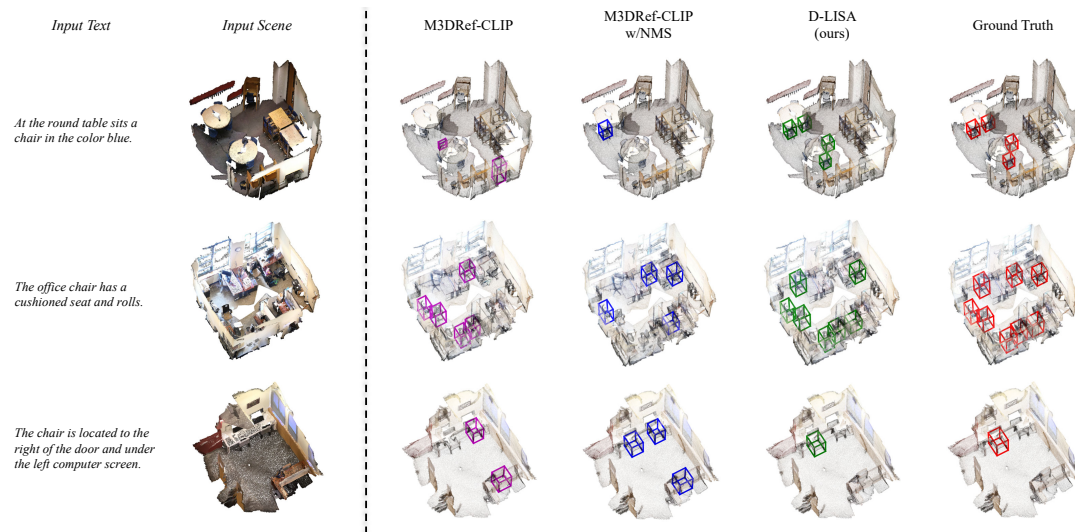 Input Text
Input Scene
M3DRef-CLIP
M3DRef-CLIP
w/NMS
D-LISA
(ours)
Ground Truth
At the round table sits a
chair in the color blue.
The office chair has a
cushioned seat and rolls.
The chair is located to the
right of the door and under
the left computer screen.